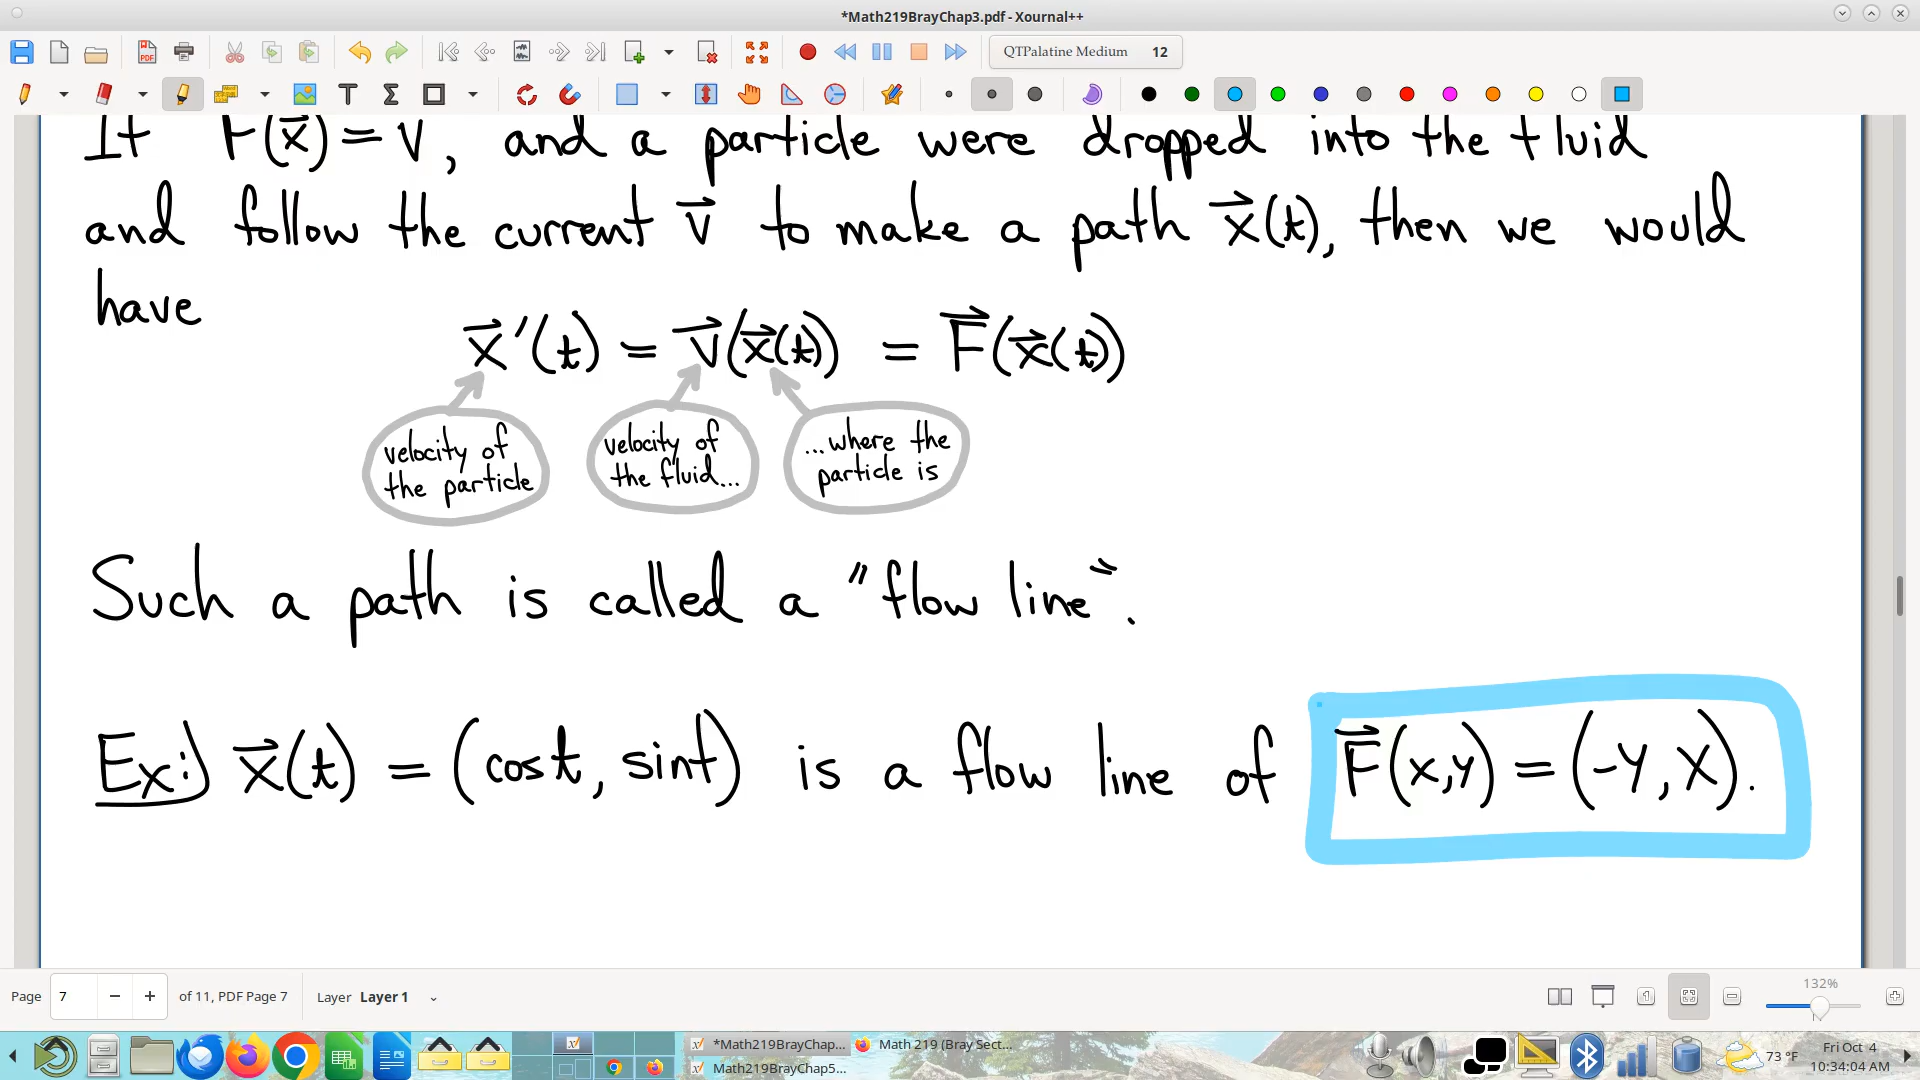 *Math219BrayChap3.pdf - Xournal++
QTPalatine Medium 12
If F(x⃗) = v, and a particle were dropped into the fluid
and follow the current v⃗ to make a path x⃗(t), then we would
have
x⃗'(t) = v⃗(x⃗(t)) = F⃗(x⃗(t))
velocity of
the particle
velocity of
the fluid...
...where the
particle is
Such a path is called a "flow line".
Ex:) x⃗(t) = (cost, sint) is a flow line of F⃗(x,y) = (-y, x).
Page 7 of 11, PDF Page 7 Layer Layer 1
132%
*Math219BrayChap...
Math 219 (Bray Sect...
Math219BrayChap5...
73 °F
Fri Oct 4
10:34:04 AM